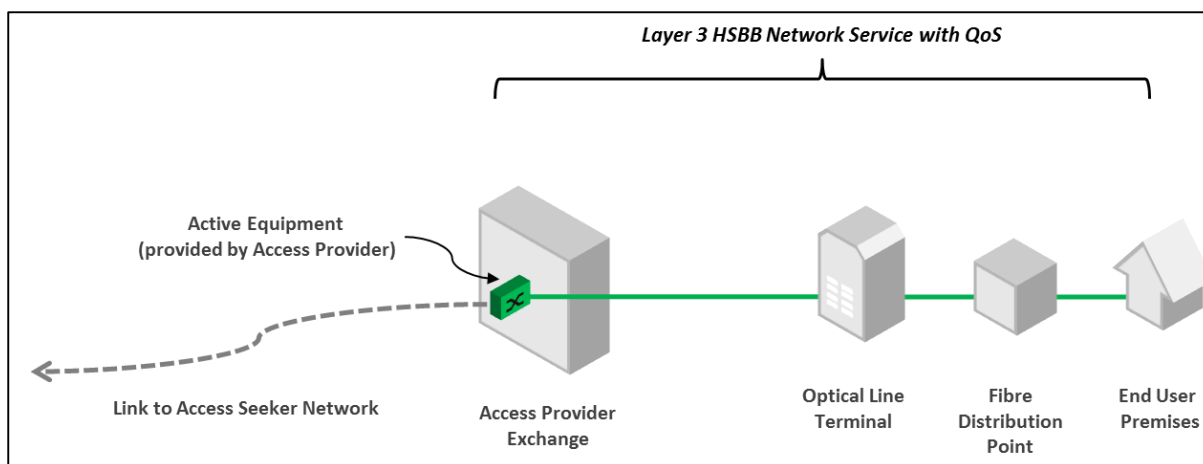 Layer 3 HSBB Network Service with QoS
Active Equipment
(provided by Access Provider)
Link to Access Seeker Network
Access Provider
Exchange
Optical Line
Terminal
Fibre
Distribution
Point
End User
Premises